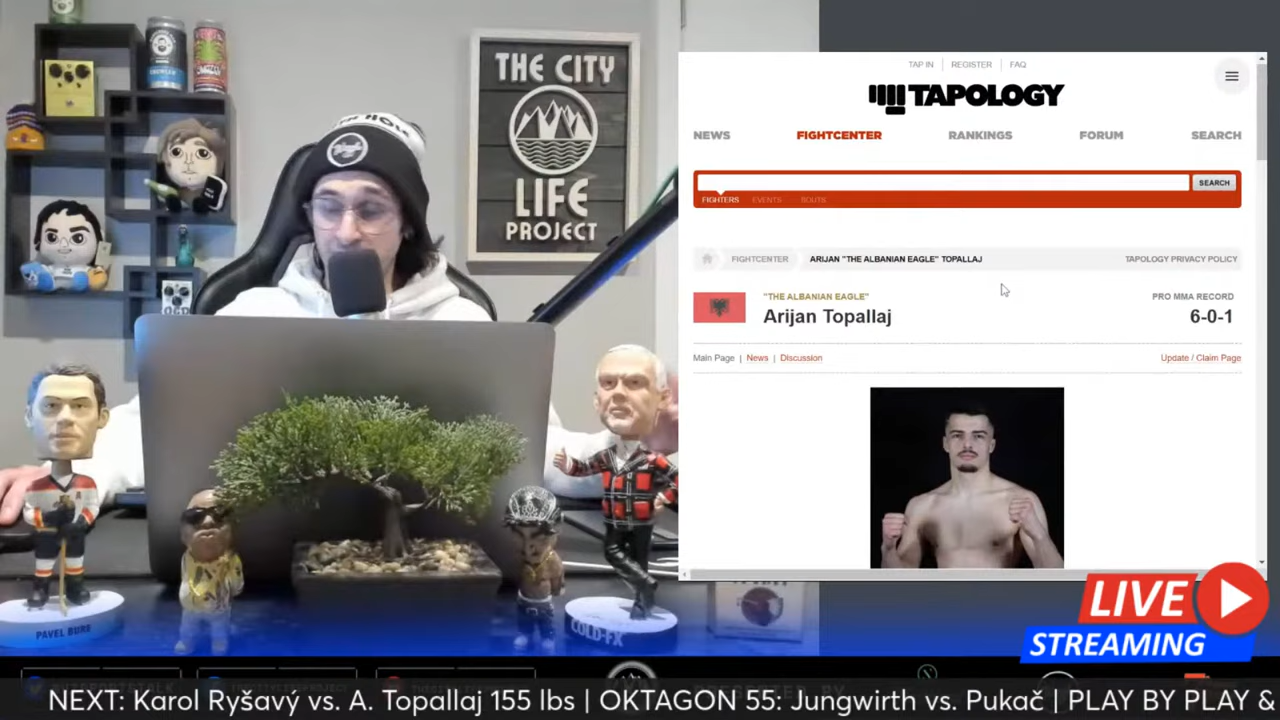 THE CITY
LIFE
PROJECT
TAP IN | REGISTER | FAQ
TAPOLOGY
NEWS FIGHTCENTER RANKINGS FORUM SEARCH
SEARCH
FIGHTERS EVENTS BOUTS
FIGHTCENTER ARIJAN "THE ALBANIAN EAGLE" TOPALLAJ TAPOLOGY PRIVACY POLICY
"THE ALBANIAN EAGLE" PRO MMA RECORD
Arijan Topallaj 6-0-1
Main Page | News | Discussion Update / Claim Page
PAVEL BURE
COLD-FX
LIVE
STREAMING
NEXT: Karol Ryšavý vs. A. Topallaj 155 lbs | OKTAGON 55: Jungwirth vs. Pukač | PLAY BY PLAY &